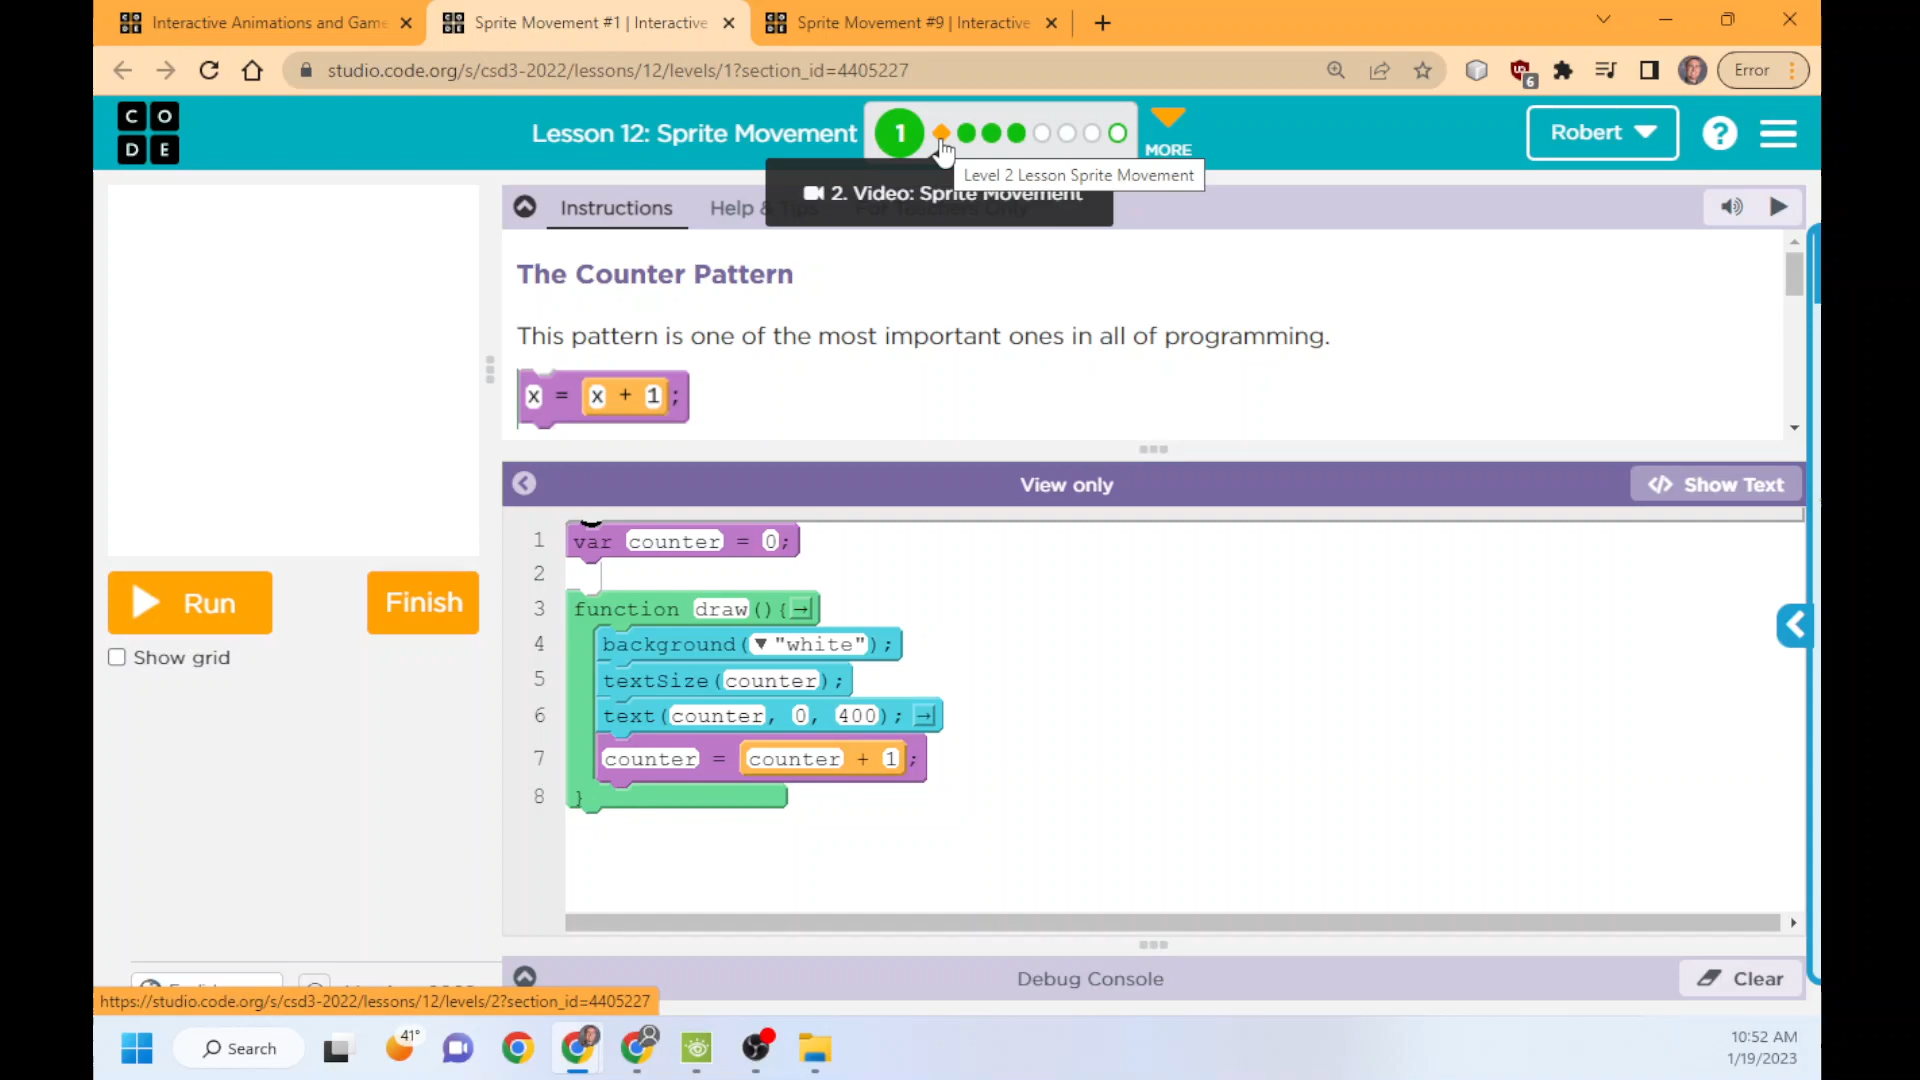 Interactive Animations and Game
Sprite Movement #1 | Interactive
Sprite Movement #9 | Interactive
studio.code.org/s/csd3-2022/lessons/12/levels/1?section_id=4405227
6
Error
C O
D E
Lesson 12: Sprite Movement
1
MORE
Robert
?
Level 2 Lesson Sprite Movement
2. Video: Sprite Movement
Instructions
Help & Tips
For Teachers Only
The Counter Pattern
This pattern is one of the most important ones in all of programming.
x = x + 1 ;
View only
</> Show Text
1 var counter = 0;
2
3 function draw(){
4 background( "white");
5 textSize(counter);
6 text(counter, 0, 400);
7 counter = counter + 1 ;
8 }
Run
Finish
Show grid
Debug Console
Clear
https://studio.code.org/s/csd3-2022/lessons/12/levels/2?section_id=4405227
Search
41°
10:52 AM
1/19/2023